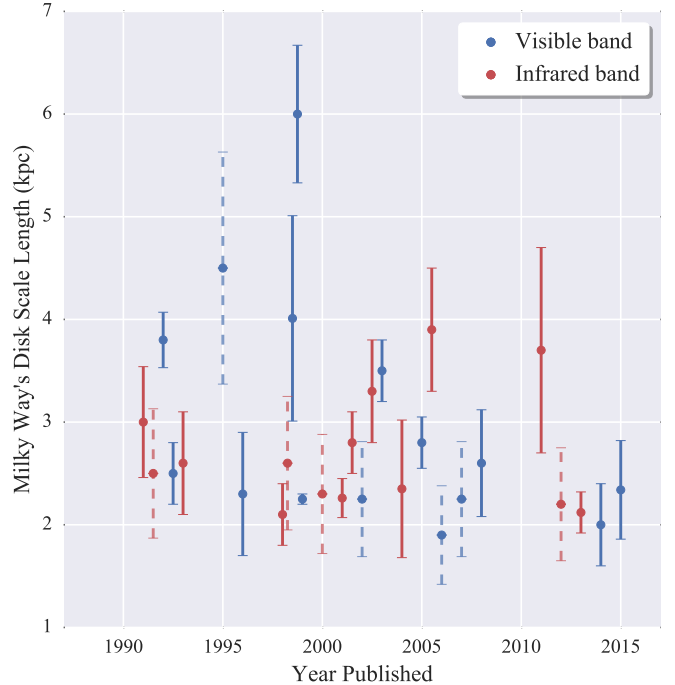 7
6
5
4
3
2
1
Milky Way's Disk Scale Length (kpc)
Visible band
Infrared band
1990 1995 2000 2005 2010 2015
Year Published